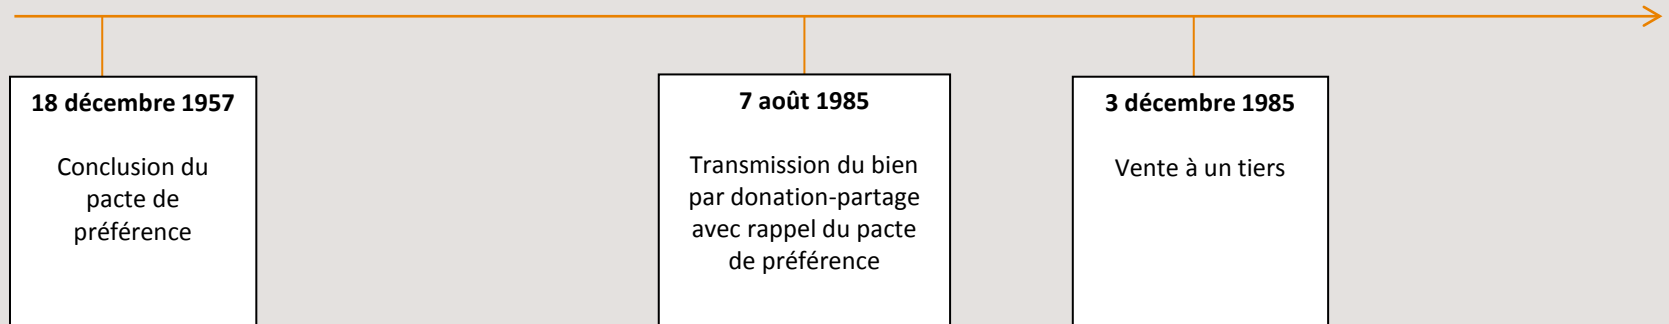 18 décembre 1957
Conclusion du
pacte de
préférence
7 août 1985
Transmission du bien
par donation-partage
avec rappel du pacte
de préférence
3 décembre 1985
Vente à un tiers